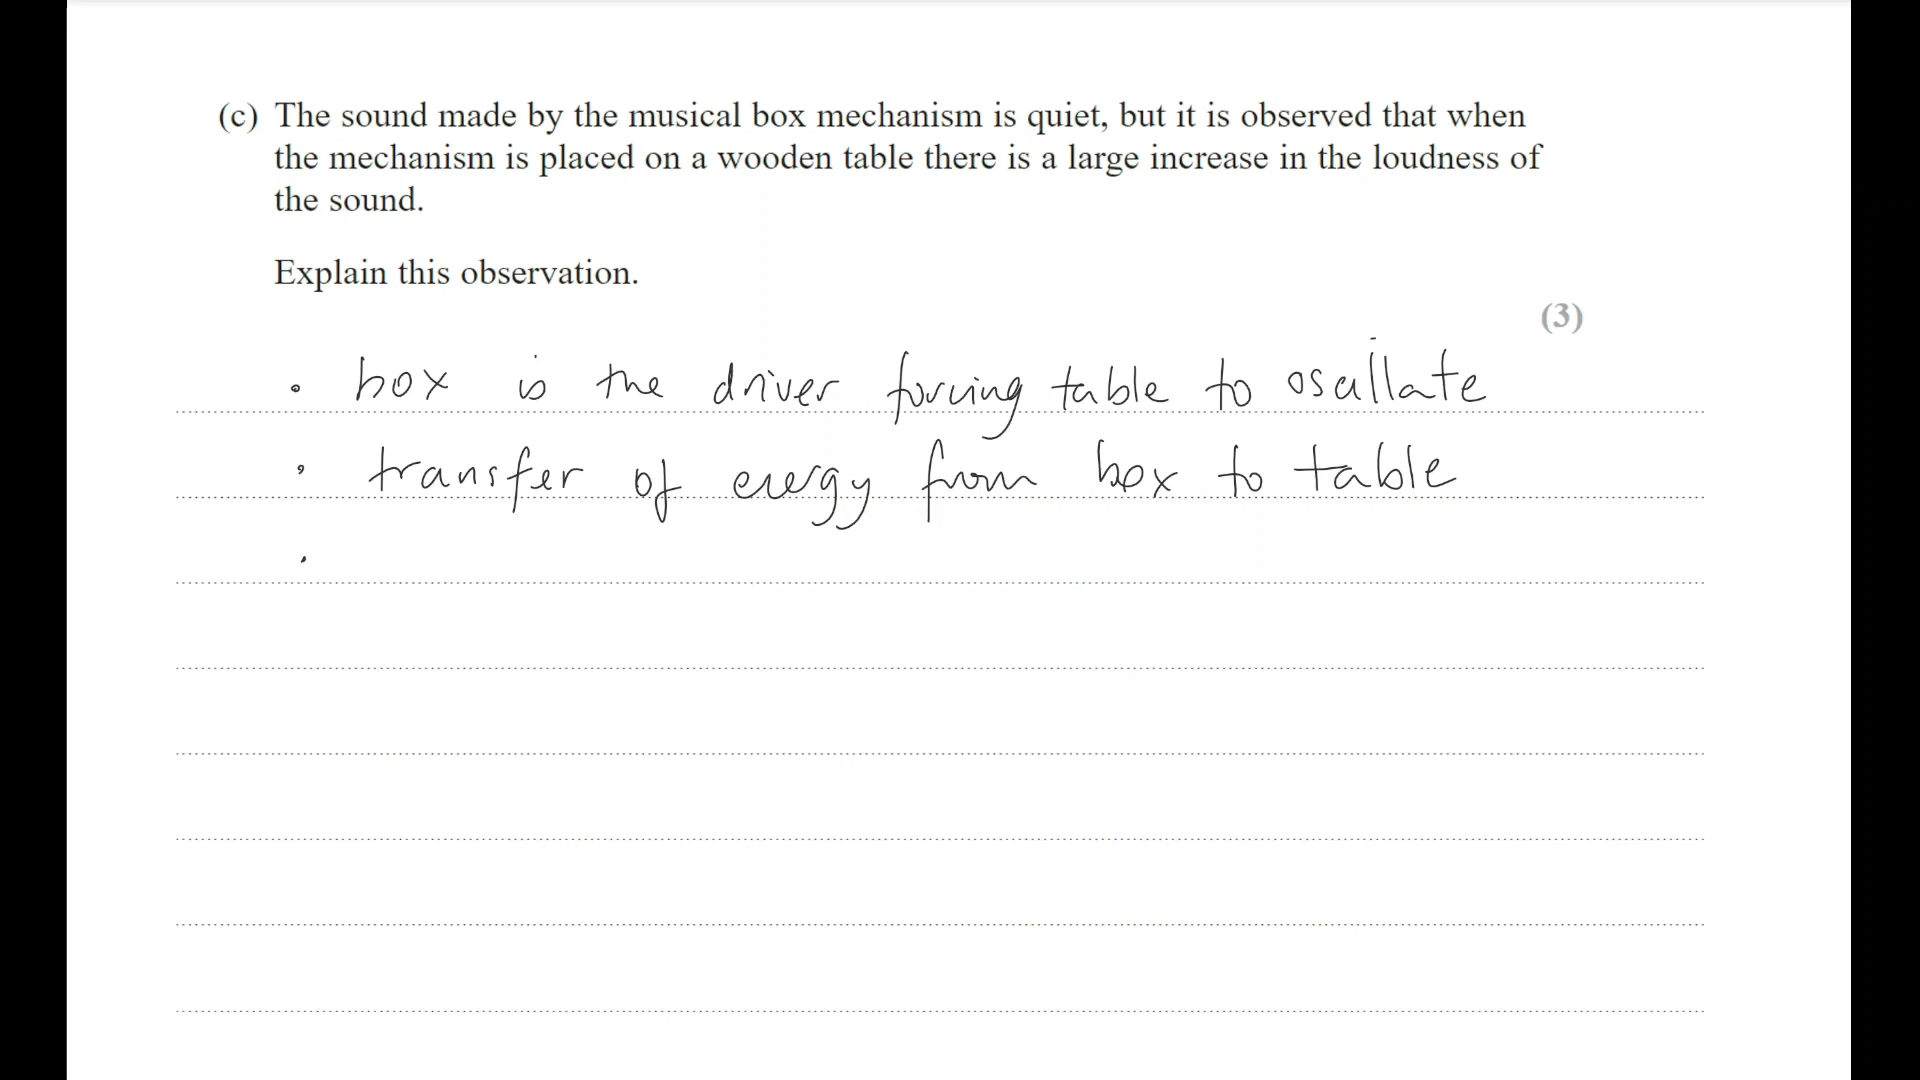 (c) The sound made by the musical box mechanism is quiet, but it is observed that when
the mechanism is placed on a wooden table there is a large increase in the loudness of
the sound.
Explain this observation.
(3)
• box is the driver forcing table to oscillate
• transfer of energy from box to table
•